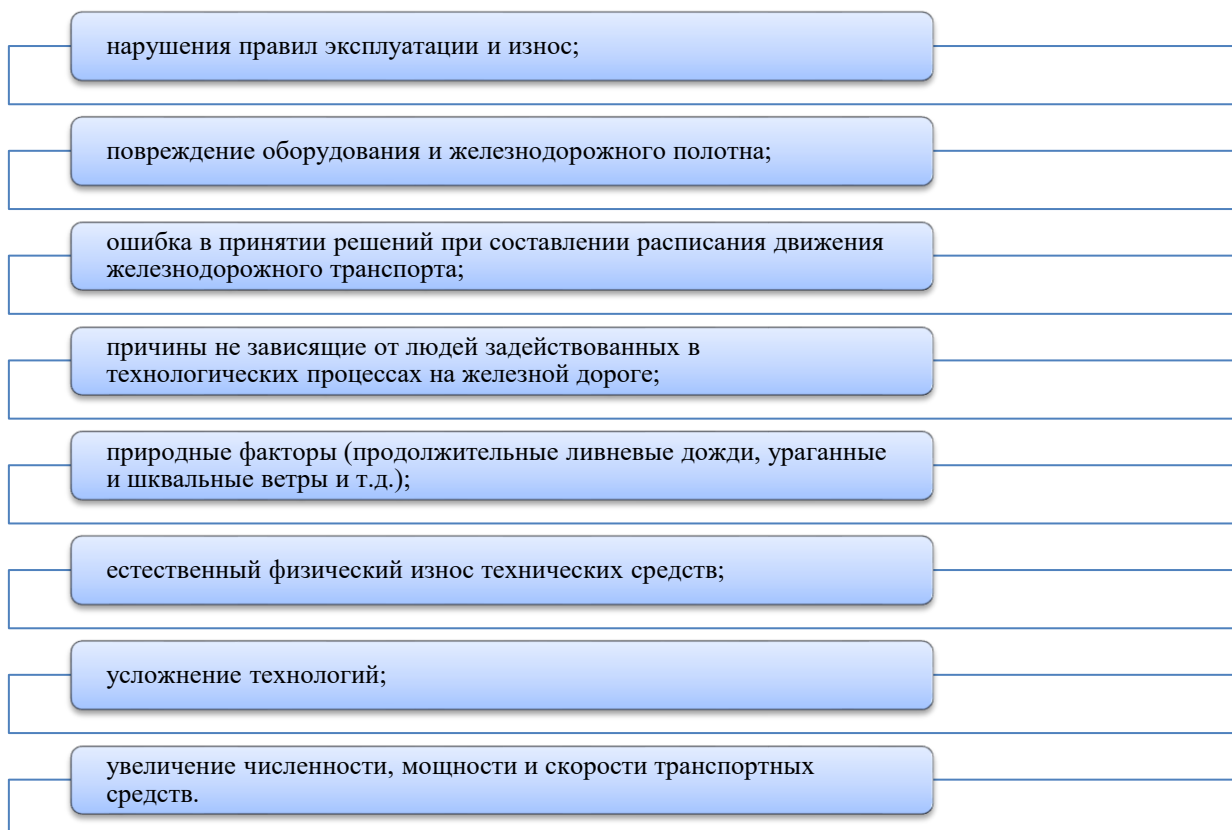 нарушения правил эксплуатации и износ;
повреждение оборудования и железнодорожного полотна;
ошибка в принятии решений при составлении расписания движения
железнодорожного транспорта;
причины не зависящие от людей задействованных в
технологических процессах на железной дороге;
природные факторы (продолжительные ливневые дожди, ураганные
и шквальные ветры и т.д.);
естественный физический износ технических средств;
усложнение технологий;
увеличение численности, мощности и скорости транспортных
средств.